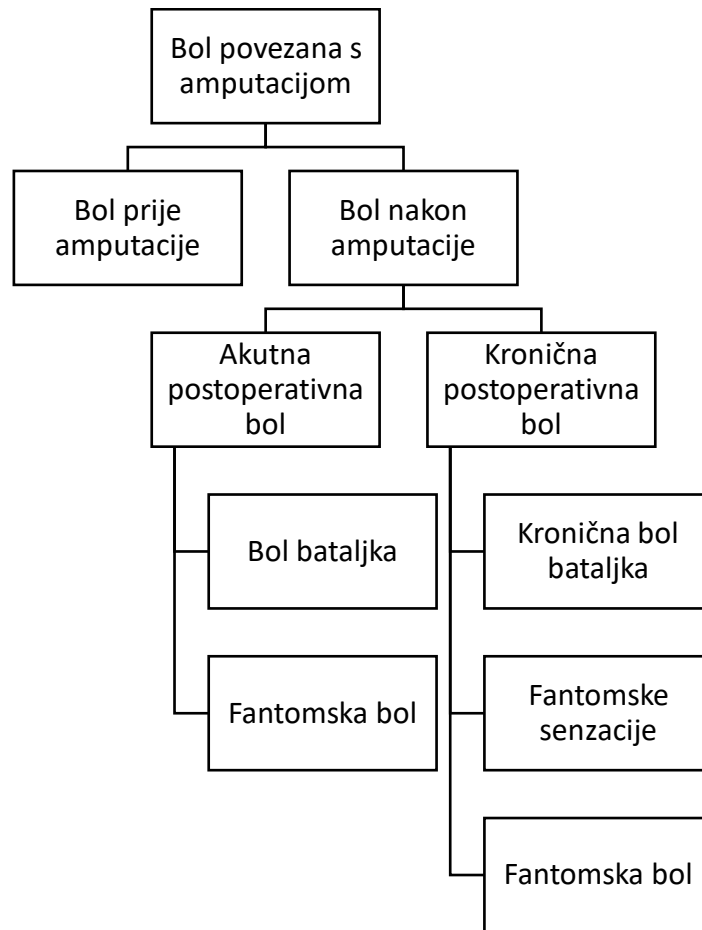 Bol povezana s
amputacijom
Bol prije
amputacije
Bol nakon
amputacije
Akutna
postoperativna
bol
Kronična
postoperativna
bol
Bol bataljka
Fantomska bol
Kronična bol
bataljka
Fantomske
senzacije
Fantomska bol